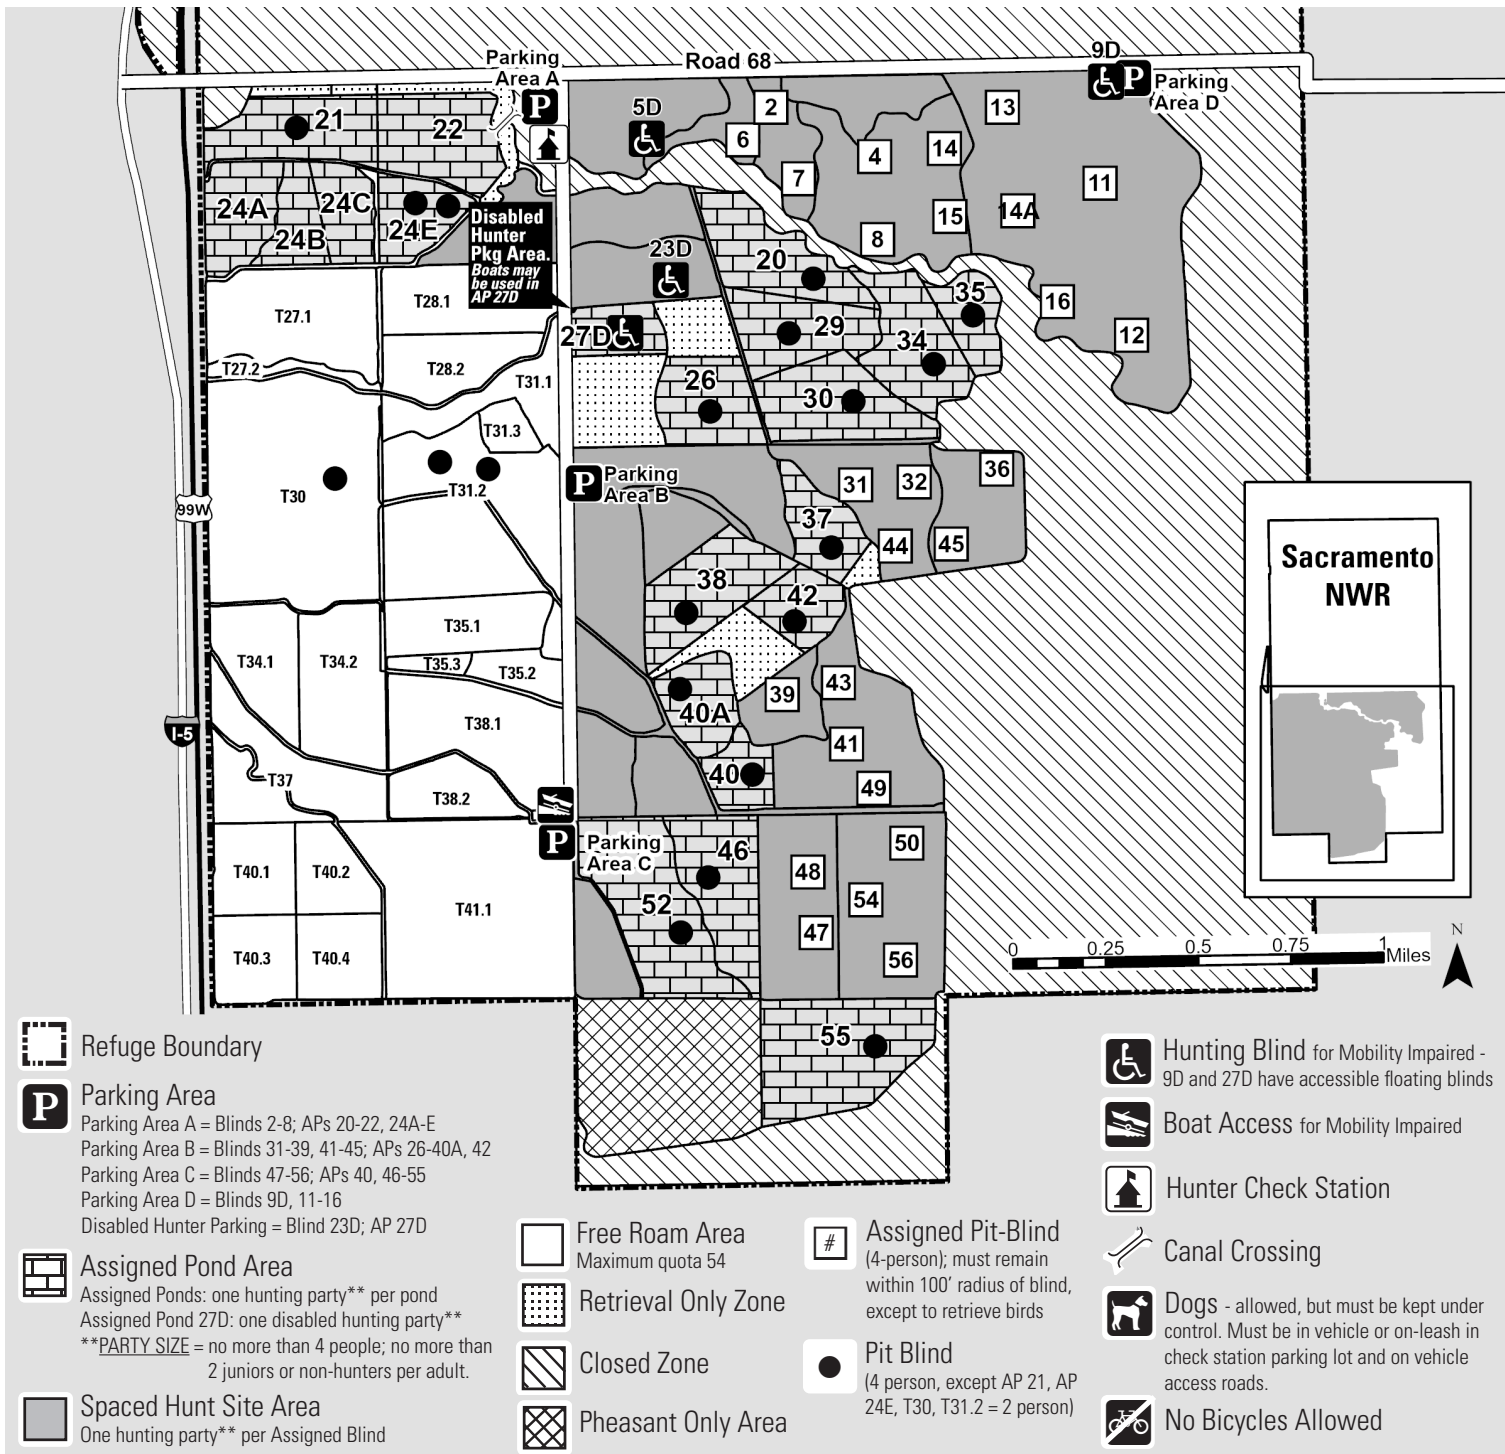 Road 68
Parking
Area A
P
9D
P
Parking
Area D
21
22
5D
2
6
13
4
14
7
11
24A
24C
24B
24E
Disabled
Hunter
Pkg Area.
Boats may
be used in
AP 27D
15
14A
8
23D
20
35
16
12
T27.1
T28.1
27D
29
34
T27.2
T28.2
T31.1
26
30
T31.3
P
Parking
Area B
31
32
36
T30
T31.2
99W
37
44
45
Sacramento
NWR
38
42
T35.1
T34.1
T34.2
T35.3
T35.2
39
43
40A
T38.1
I-5
41
T37
40
T38.2
49
P
Parking
Area C
46
50
T40.1
T40.2
48
54
T41.1
52
47
T40.3
T40.4
56
0
0.25
0.5
0.75
1
Miles
N
55
Refuge Boundary
P
Parking Area
Parking Area A = Blinds 2-8; APs 20-22, 24A-E
Parking Area B = Blinds 31-39, 41-45; APs 26-40A, 42
Parking Area C = Blinds 47-56; APs 40, 46-55
Parking Area D = Blinds 9D, 11-16
Disabled Hunter Parking = Blind 23D; AP 27D
Assigned Pond Area
Assigned Ponds: one hunting party** per pond
Assigned Pond 27D: one disabled hunting party**
**PARTY SIZE = no more than 4 people; no more than
2 juniors or non-hunters per adult.
Spaced Hunt Site Area
One hunting party** per Assigned Blind
Free Roam Area
Maximum quota 54
Retrieval Only Zone
Closed Zone
Pheasant Only Area
#
Assigned Pit-Blind
(4-person); must remain
within 100' radius of blind,
except to retrieve birds
Pit Blind
(4 person, except AP 21, AP
24E, T30, T31.2 = 2 person)
Hunting Blind for Mobility Impaired -
9D and 27D have accessible floating blinds
Boat Access for Mobility Impaired
Hunter Check Station
Canal Crossing
Dogs - allowed, but must be kept under
control. Must be in vehicle or on-leash in
check station parking lot and on vehicle
access roads.
No Bicycles Allowed